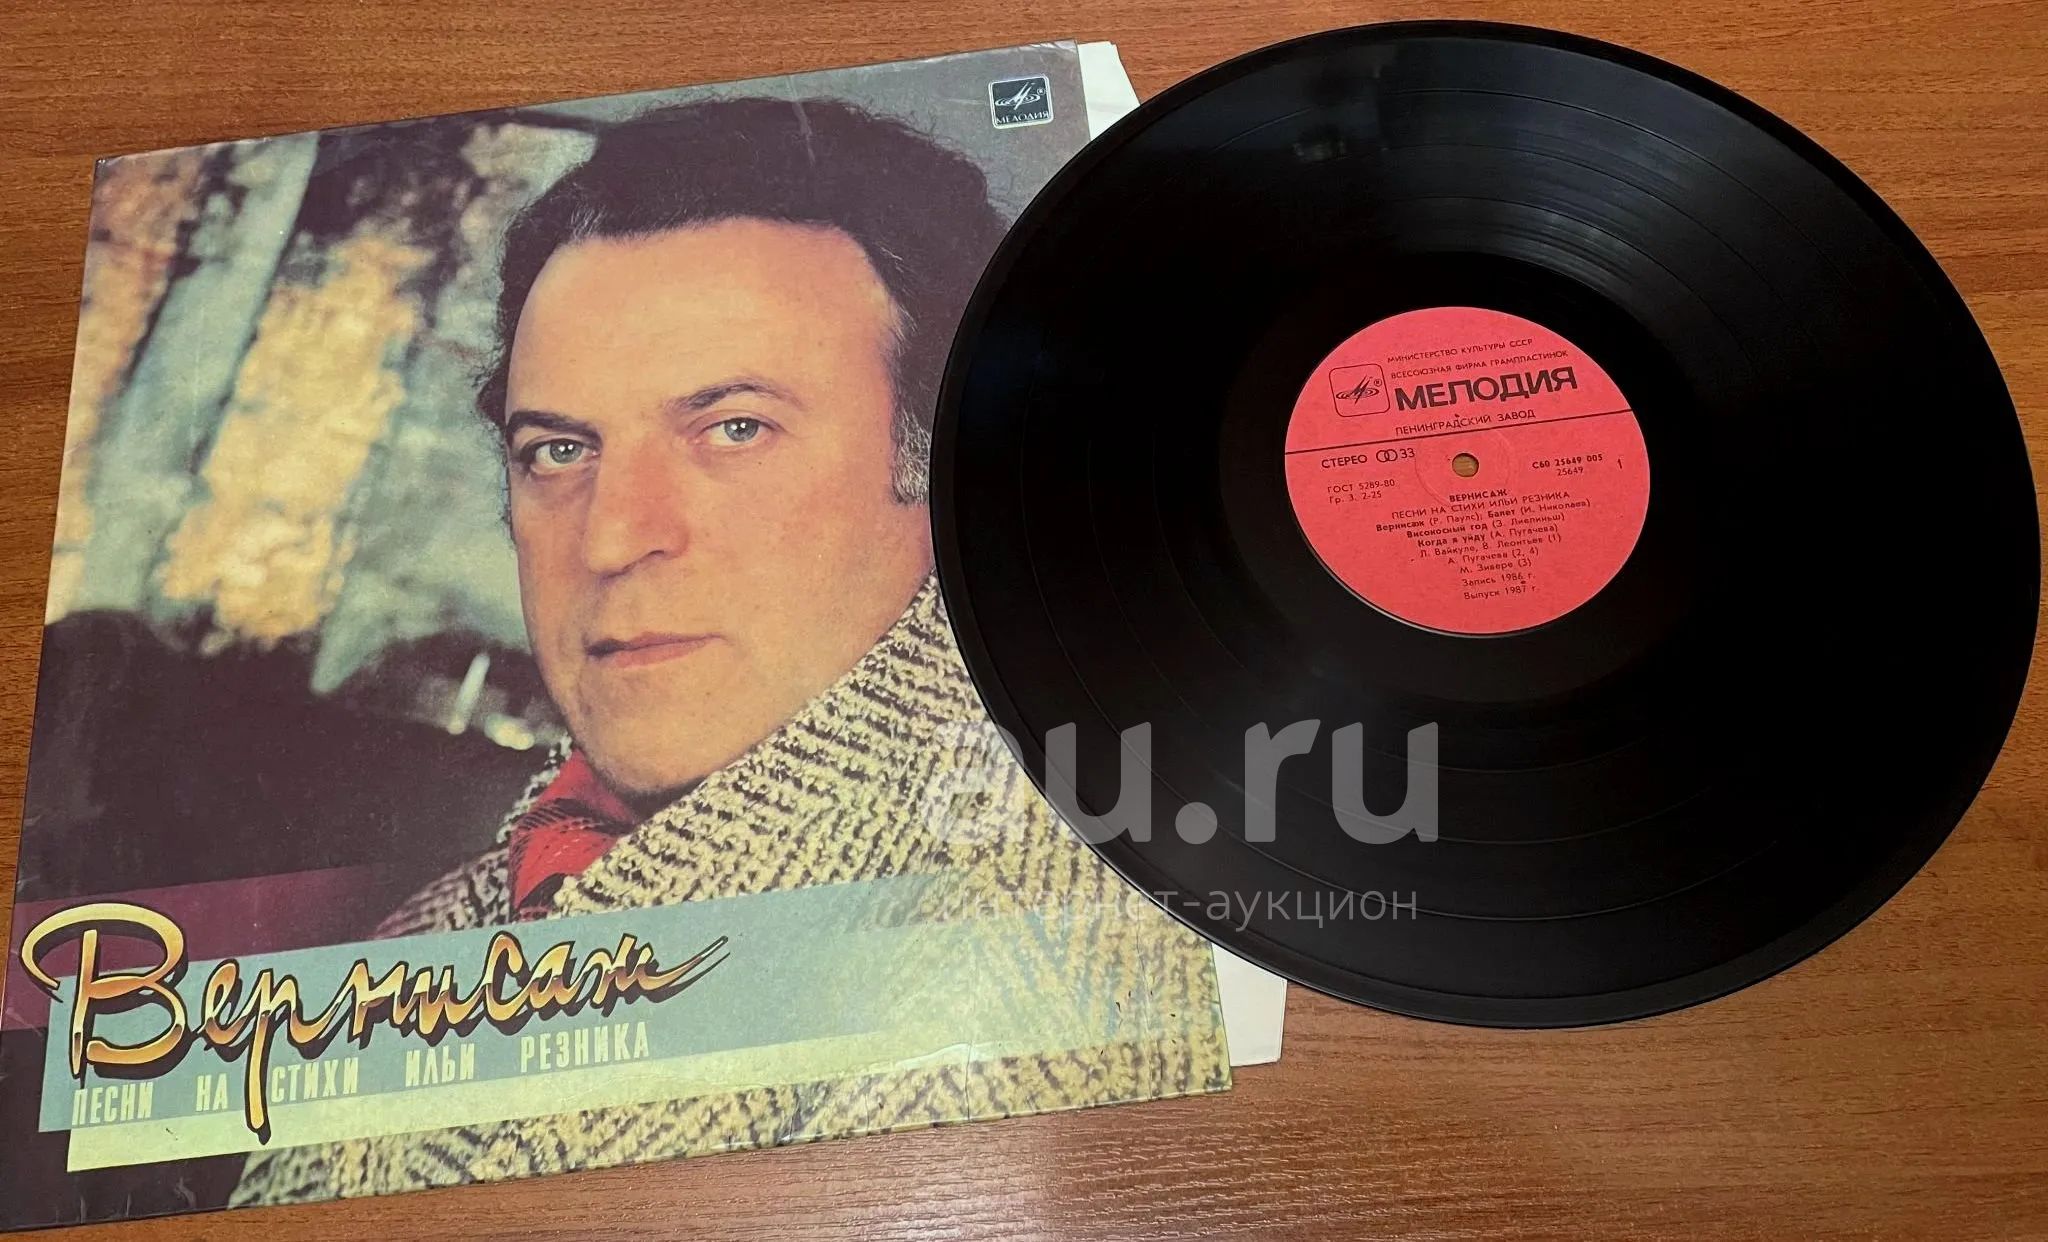 МЕЛОДИЯ
Вернисаж
ПЕСНИ НА СТИХИ ИЛЬИ РЕЗНИКА
МИНИСТЕРСТВО КУЛЬТУРЫ СССР
ВСЕСОЮЗНАЯ ФИРМА ГРАМПЛАСТИНОК
МЕЛОДИЯ
ЛЕНИНГРАДСКИЙ ЗАВОД
СТЕРЕО 33
С60 25649 005
25649
1
ГОСТ 5289-80
Гр. 3. 2-25
ВЕРНИСАЖ
ПЕСНИ НА СТИХИ ИЛЬИ РЕЗНИКА
Вернисаж (Р. Паулс); Балет (И. Николаев)
Високосный год (З. Лиепиньш)
Когда я уйду (А. Пугачева)
Л. Вайкуле, В. Леонтьев (1)
А. Пугачева (2, 4)
М. Зивере (3)
Запись 1986 г.
Выпуск 1987 г.
au.ru
интернет-аукцион